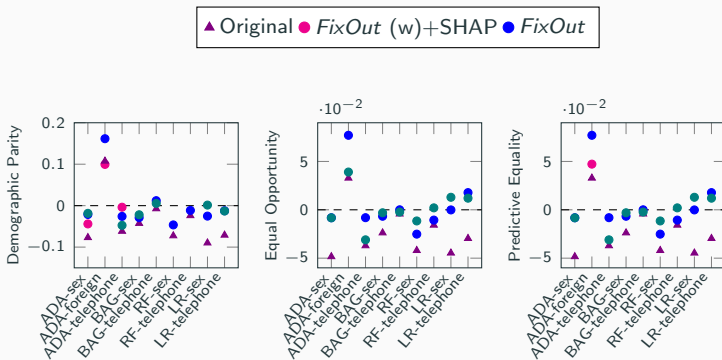 Original FixOut (w)+SHAP FixOut
Demographic Parity
0.2
0.1
0
−0.1
ADA-sex
ADA-foreign
ADA-telephone
BAG-sex
BAG-telephone
RF-sex
RF-telephone
LR-sex
LR-telephone
·10−2
Equal Opportunity
5
0
−5
ADA-sex
ADA-foreign
ADA-telephone
BAG-sex
BAG-telephone
RF-sex
RF-telephone
LR-sex
LR-telephone
·10−2
Predictive Equality
5
0
−5
ADA-sex
ADA-foreign
ADA-telephone
BAG-sex
BAG-telephone
RF-sex
RF-telephone
LR-sex
LR-telephone